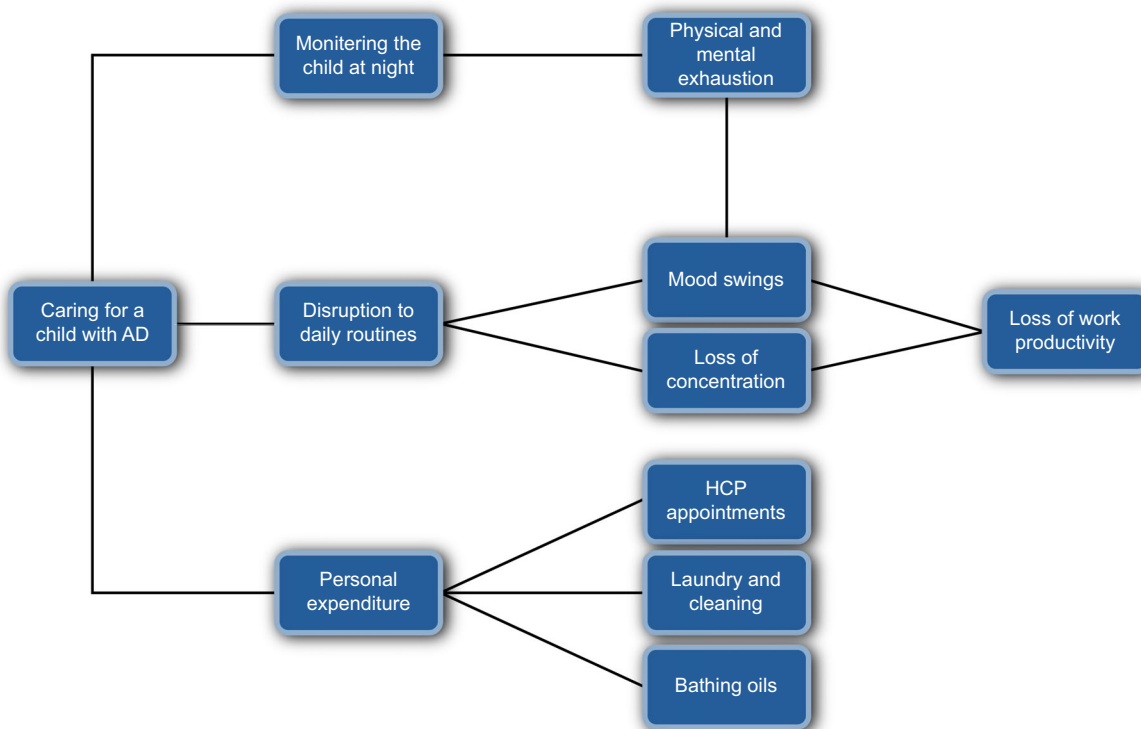 Monitering the
child at night
Physical and
mental
exhaustion
Caring for a
child with AD
Disruption to
daily routines
Mood swings
Loss of
concentration
Loss of work
productivity
Personal
expenditure
HCP
appointments
Laundry and
cleaning
Bathing oils